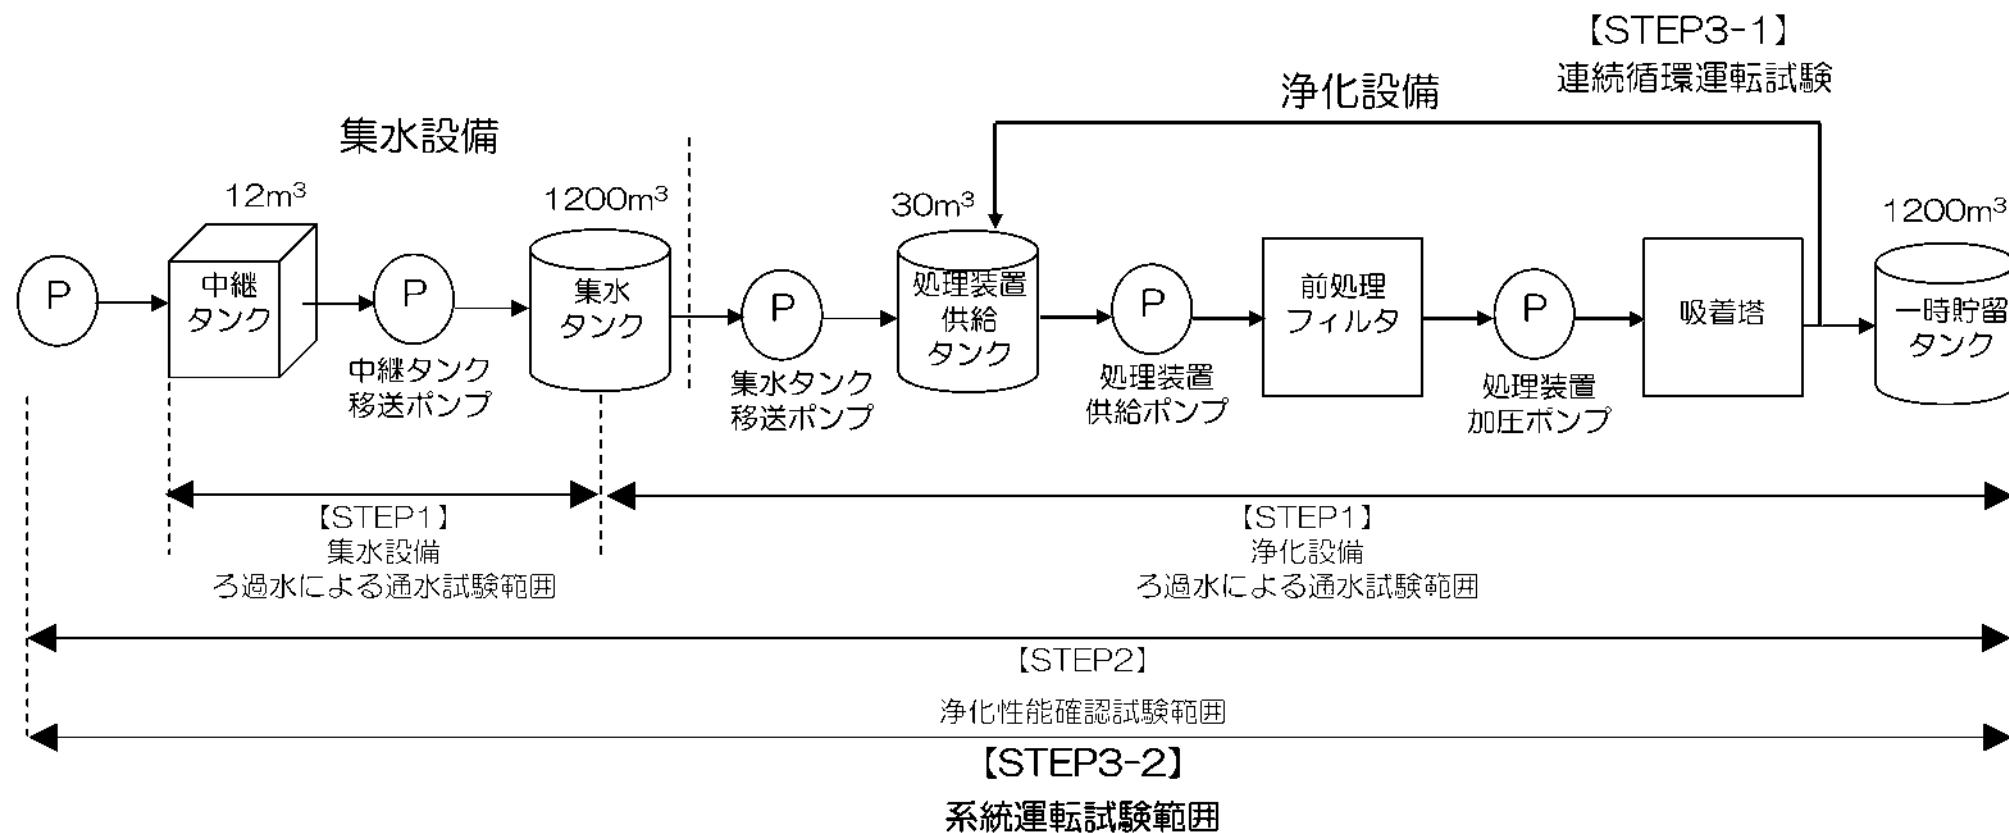 【STEP3-1】
連続循環運転試験
浄化設備
集水設備
12m³
1200m³
30m³
1200m³
P
中継
タンク
P
中継タンク
移送ポンプ
集水
タンク
P
集水タンク
移送ポンプ
処理装置
供給
タンク
P
処理装置
供給ポンプ
前処理
フィルタ
P
処理装置
加圧ポンプ
吸着塔
一時貯留
タンク
【STEP1】
集水設備
ろ過水による通水試験範囲
【STEP1】
浄化設備
ろ過水による通水試験範囲
【STEP2】
浄化性能確認試験範囲
【STEP3-2】
系統運転試験範囲